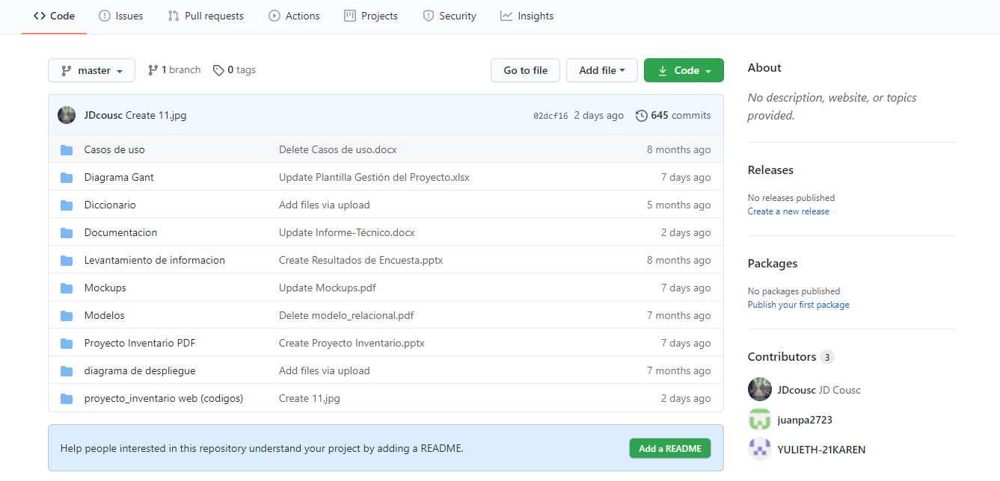 Code Issues Pull requests Actions Projects Security Insights
master 1 branch 0 tags Go to file Add file Code
JDcousc Create 11.jpg 02dcf16 2 days ago 645 commits
Casos de uso Delete Casos de uso.docx 8 months ago
Diagrama Gant Update Plantilla Gestión del Proyecto.xlsx 7 days ago
Diccionario Add files via upload 5 months ago
Documentacion Update Informe-Técnico.docx 2 days ago
Levantamiento de informacion Create Resultados de Encuesta.pptx 8 months ago
Mockups Update Mockups.pdf 7 days ago
Modelos Delete modelo_relacional.pdf 7 months ago
Proyecto Inventario PDF Create Proyecto Inventario.pptx 7 days ago
diagrama de despliegue Add files via upload 7 months ago
proyecto_inventario web (codigos) Create 11.jpg 2 days ago
Help people interested in this repository understand your project by adding a README. Add a README
About
No description, website, or topics
provided.
Releases
No releases published
Create a new release
Packages
No packages published
Publish your first package
Contributors 3
JDcousc JD Cousc
juanpa2723
YULIETH-21KAREN